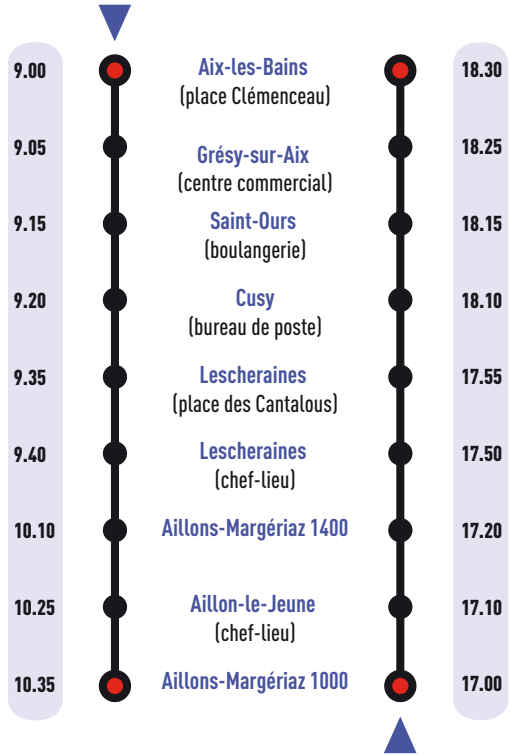 9.00 Aix-les-Bains 18.30
(place Clémenceau)
9.05 Grésy-sur-Aix 18.25
(centre commercial)
9.15 Saint-Ours 18.15
(boulangerie)
9.20 Cusy 18.10
(bureau de poste)
9.35 Lescheraines 17.55
(place des Cantalous)
9.40 Lescheraines 17.50
(chef-lieu)
10.10 Aillons-Margériaz 1400 17.20
10.25 Aillon-le-Jeune 17.10
(chef-lieu)
10.35 Aillons-Margériaz 1000 17.00